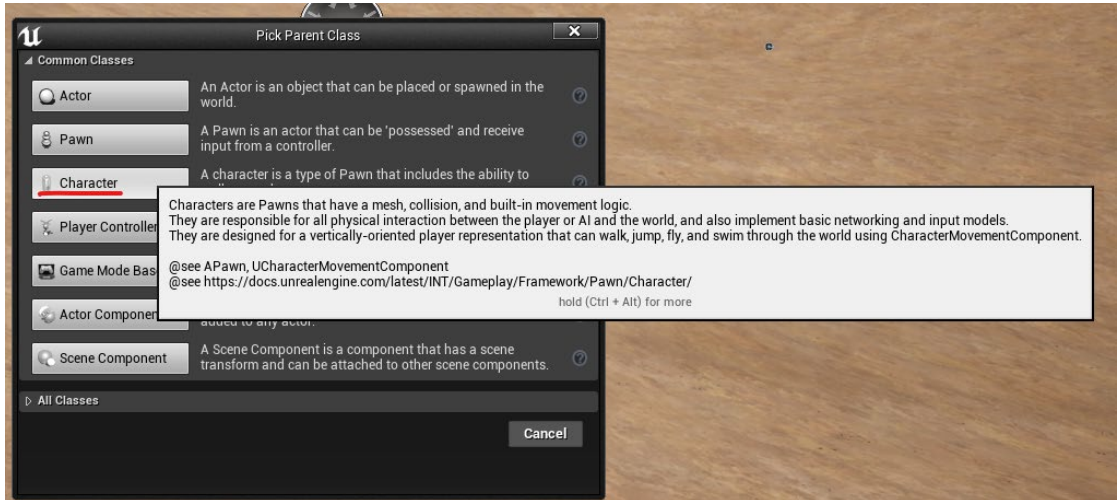 Pick Parent Class
Common Classes
Actor
An Actor is an object that can be placed or spawned in the
world.
Pawn
A Pawn is an actor that can be 'possessed' and receive
input from a controller.
Character
A character is a type of Pawn that includes the ability to
Characters are Pawns that have a mesh, collision, and built-in movement logic.
They are responsible for all physical interaction between the player or AI and the world, and also implement basic networking and input models.
They are designed for a vertically-oriented player representation that can walk, jump, fly, and swim through the world using CharacterMovementComponent.
@see APawn, UCharacterMovementComponent
@see https://docs.unrealengine.com/latest/INT/Gameplay/Framework/Pawn/Character/
hold (Ctrl + Alt) for more
Player Controller
Game Mode Bas
Actor Componen
added to any actor.
Scene Component
A Scene Component is a component that has a scene
transform and can be attached to other scene components.
All Classes
Cancel